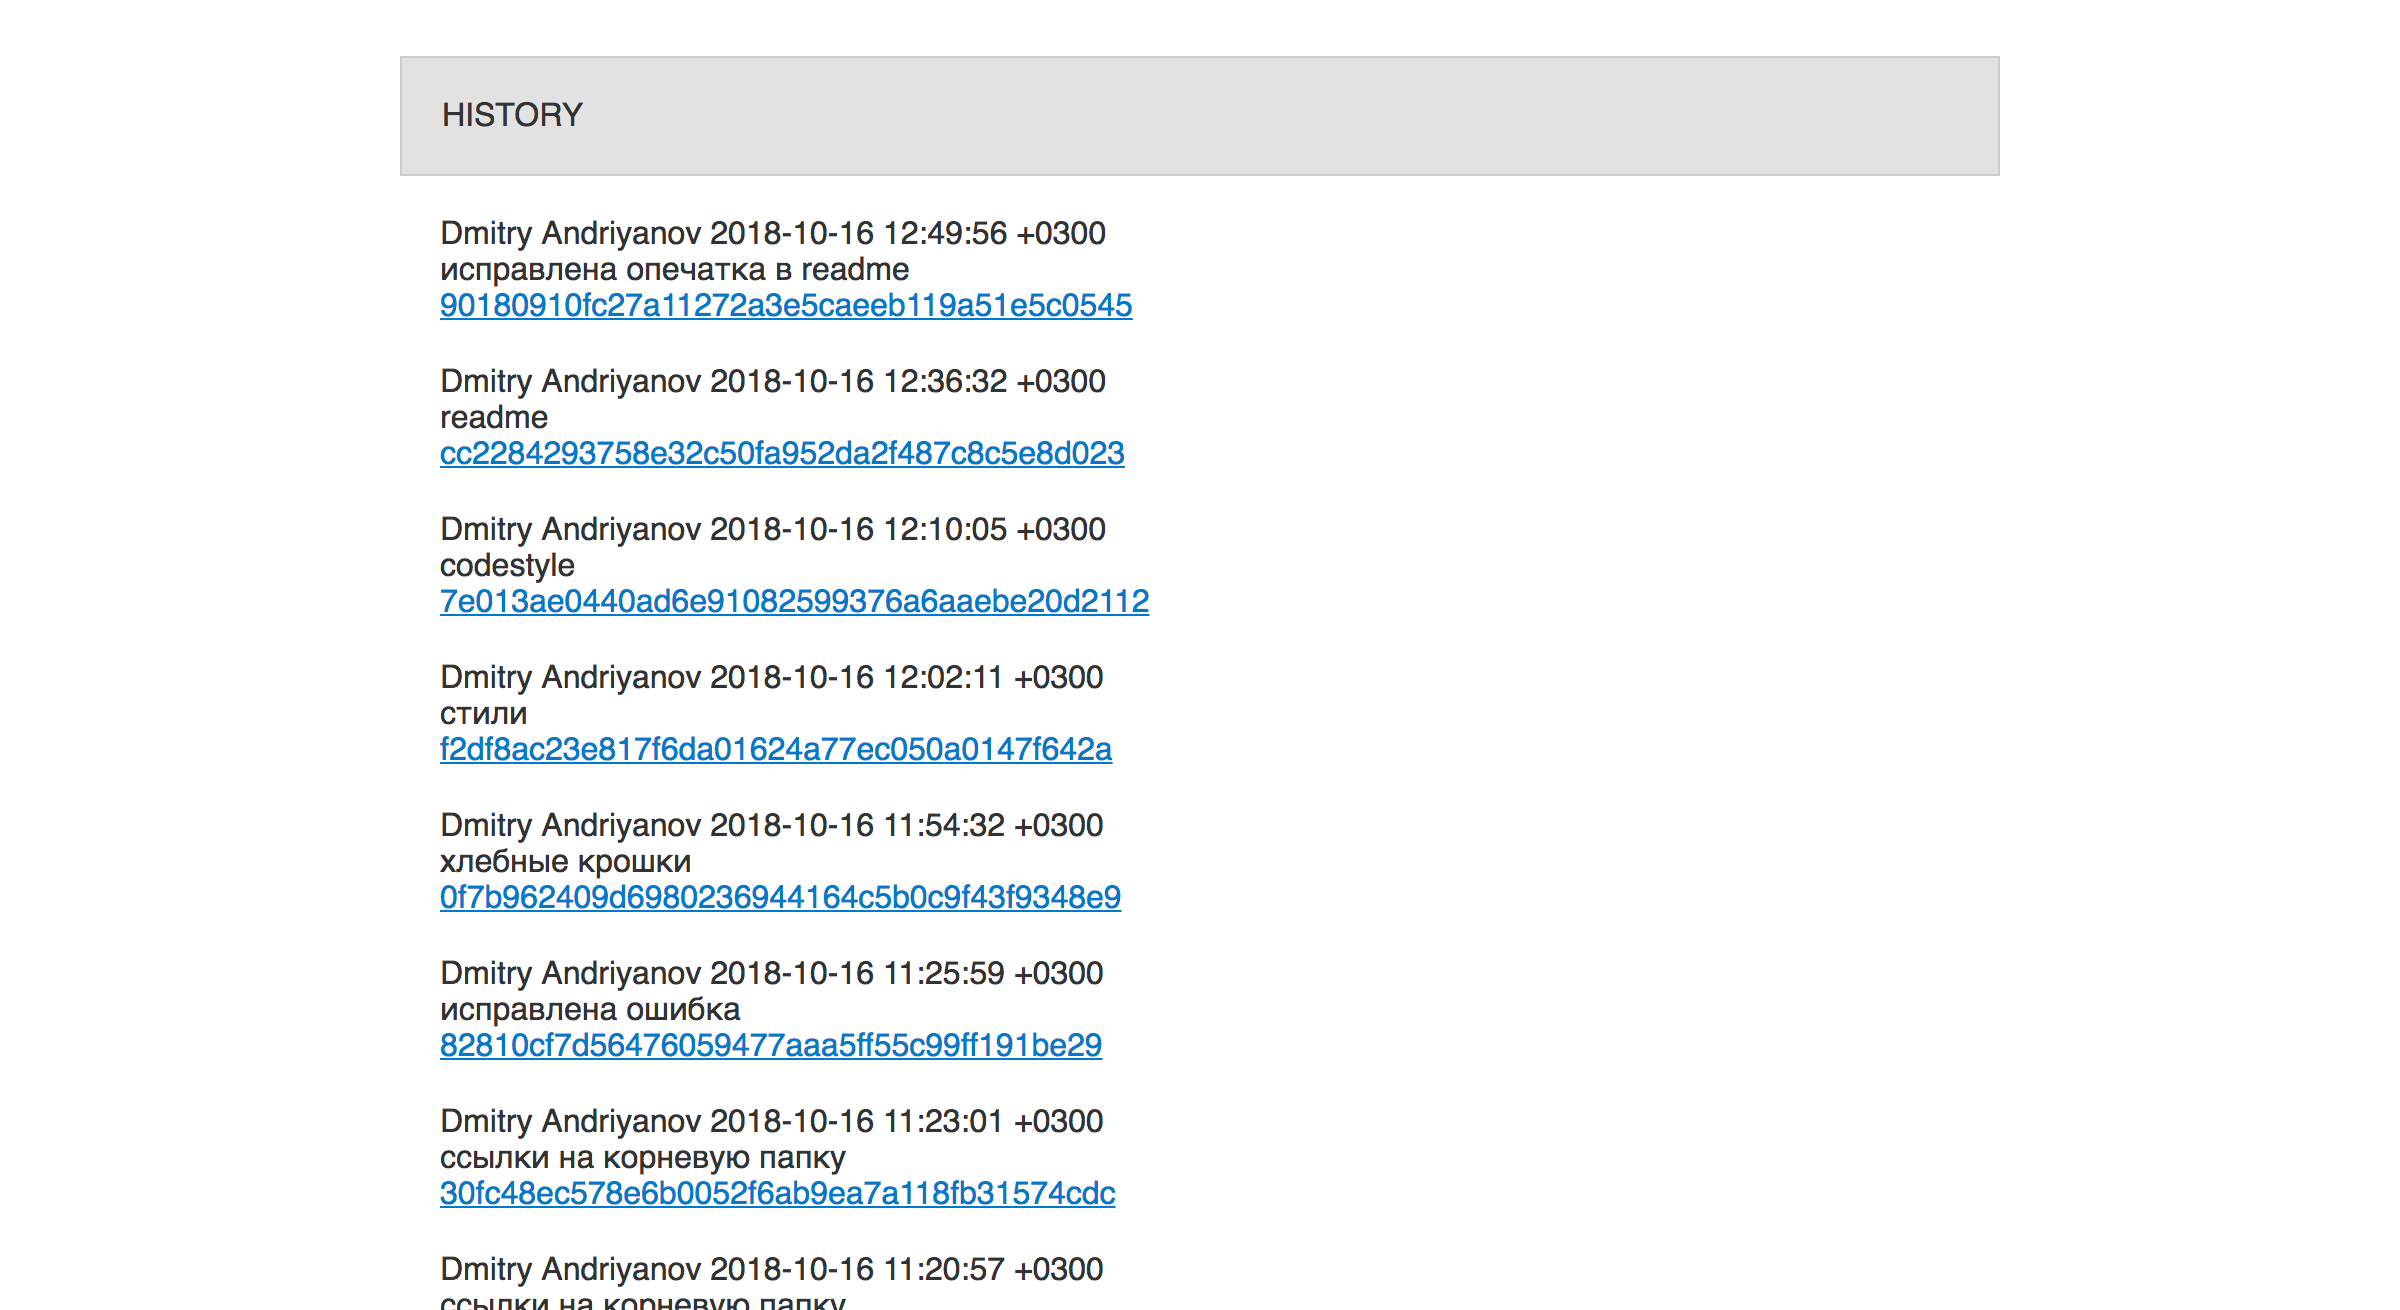 HISTORY
Dmitry Andriyanov 2018-10-16 12:49:56 +0300
исправлена опечатка в readme
90180910fc27a11272a3e5caeeb119a51e5c0545
Dmitry Andriyanov 2018-10-16 12:36:32 +0300
readme
cc2284293758e32c50fa952da2f487c8c5e8d023
Dmitry Andriyanov 2018-10-16 12:10:05 +0300
codestyle
7e013ae0440ad6e91082599376a6aaebe20d2112
Dmitry Andriyanov 2018-10-16 12:02:11 +0300
стили
f2df8ac23e817f6da01624a77ec050a0147f642a
Dmitry Andriyanov 2018-10-16 11:54:32 +0300
хлебные крошки
0f7b962409d6980236944164c5b0c9f43f9348e9
Dmitry Andriyanov 2018-10-16 11:25:59 +0300
исправлена ошибка
82810cf7d56476059477aaa5ff55c99ff191be29
Dmitry Andriyanov 2018-10-16 11:23:01 +0300
ссылки на корневую папку
30fc48ec578e6b0052f6ab9ea7a118fb31574cdc
Dmitry Andriyanov 2018-10-16 11:20:57 +0300
ссылки на корневую папку